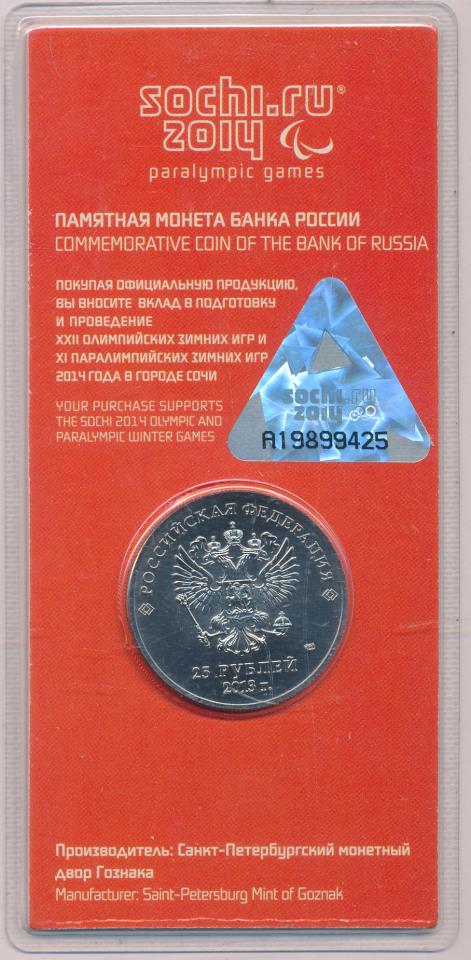 sochi.ru®
2014
paralympic games
ПАМЯТНАЯ МОНЕТА БАНКА РОССИИ
COMMEMORATIVE COIN OF THE BANK OF RUSSIA
ПОКУПАЯ ОФИЦИАЛЬНУЮ ПРОДУКЦИЮ,
ВЫ ВНОСИТЕ ВКЛАД В ПОДГОТОВКУ
И ПРОВЕДЕНИЕ
XXII ОЛИМПИЙСКИХ ЗИМНИХ ИГР И
XI ПАРАЛИМПИЙСКИХ ЗИМНИХ ИГР
2014 ГОДА В ГОРОДЕ СОЧИ
YOUR PURCHASE SUPPORTS
THE SOCHI 2014 OLYMPIC AND
PARALYMPIC WINTER GAMES
sochi.ru
2014
A19899425
РОССИЙСКАЯ ФЕДЕРАЦИЯ
25 РУБЛЕЙ
2013 г.
Производитель: Санкт-Петербургский монетный
двор Гознака
Manufacturer: Saint-Petersburg Mint of Goznak